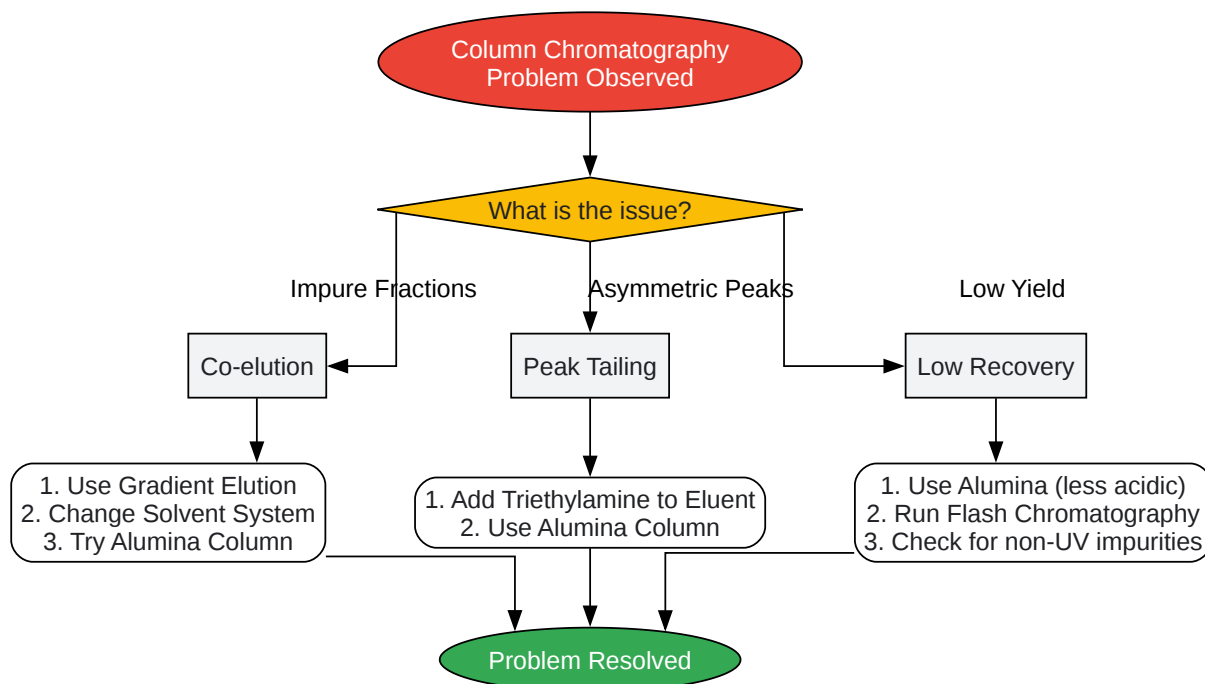 Column Chromatography
Problem Observed
What is the issue?
Impure Fractions
Asymmetric Peaks
Low Yield
Co-elution
Peak Tailing
Low Recovery
1. Use Gradient Elution
2. Change Solvent System
3. Try Alumina Column
1. Add Triethylamine to Eluent
2. Use Alumina Column
1. Use Alumina (less acidic)
2. Run Flash Chromatography
3. Check for non-UV impurities
Problem Resolved